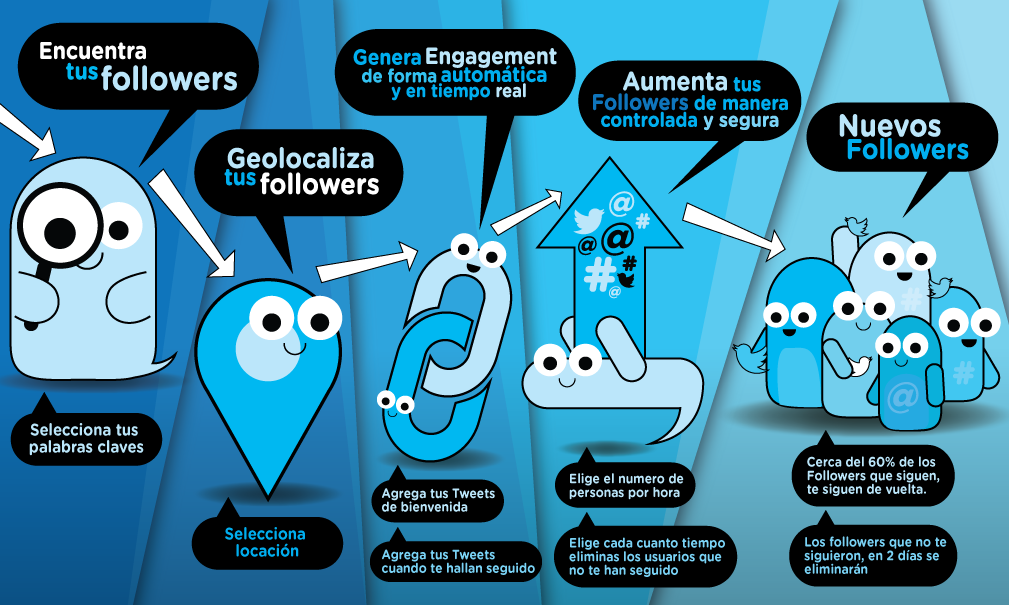 Encuentra
tus followers
Selecciona tus
palabras claves
Geolocaliza
tus followers
Selecciona
locación
Genera Engagement
de forma automática
y en tiempo real
Agrega tus Tweets
de bienvenida
Agrega tus Tweets
cuando te hallan seguido
Aumenta tus
Followers de manera
controlada y segura
@
#
@
@
#
#
@
Elige el numero de
personas por hora
Elige cada cuanto tiempo
eliminas los usuarios que
no te han seguido
Nuevos
Followers
#
#
@
Cerca del 60% de los
Followers que siguen,
te siguen de vuelta.
Los followers que no te
siguieron, en 2 días se
eliminarán